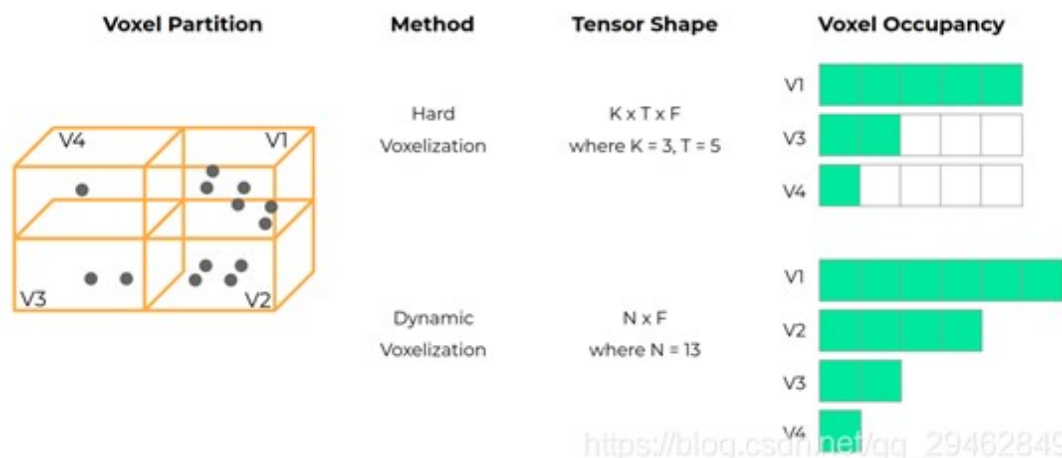 Voxel Partition
Method
Tensor Shape
Voxel Occupancy
V4
V1
V3
V2
Hard
Voxelization
K x T x F
where K = 3, T = 5
V1
V3
V4
Dynamic
Voxelization
N x F
where N = 13
V1
V2
V3
V4
https://blog.csdn.net/qq_29462849